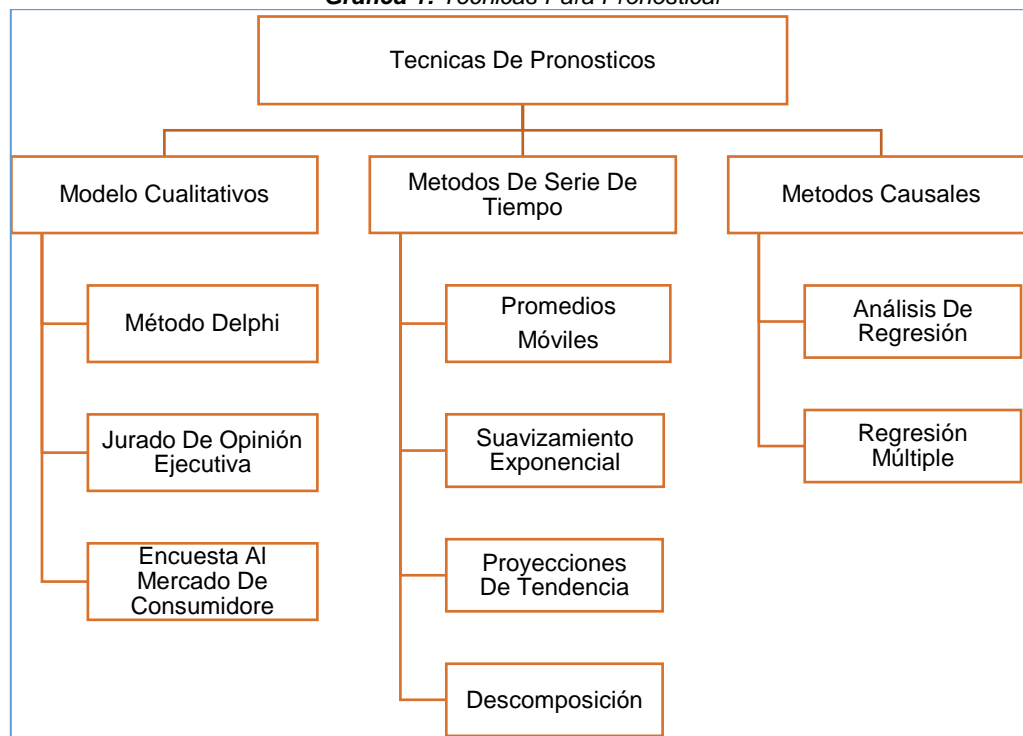 Gráfica 1: Técnicas Para Pronosticar
Tecnicas De Pronosticos
Modelo Cualitativos
Método Delphi
Jurado De Opinión
Ejecutiva
Encuesta Al
Mercado De
Consumidore
Metodos De Serie De
Tiempo
Promedios
Móviles
Suavizamiento
Exponencial
Proyecciones
De Tendencia
Descomposición
Metodos Causales
Análisis De
Regresión
Regresión
Múltiple